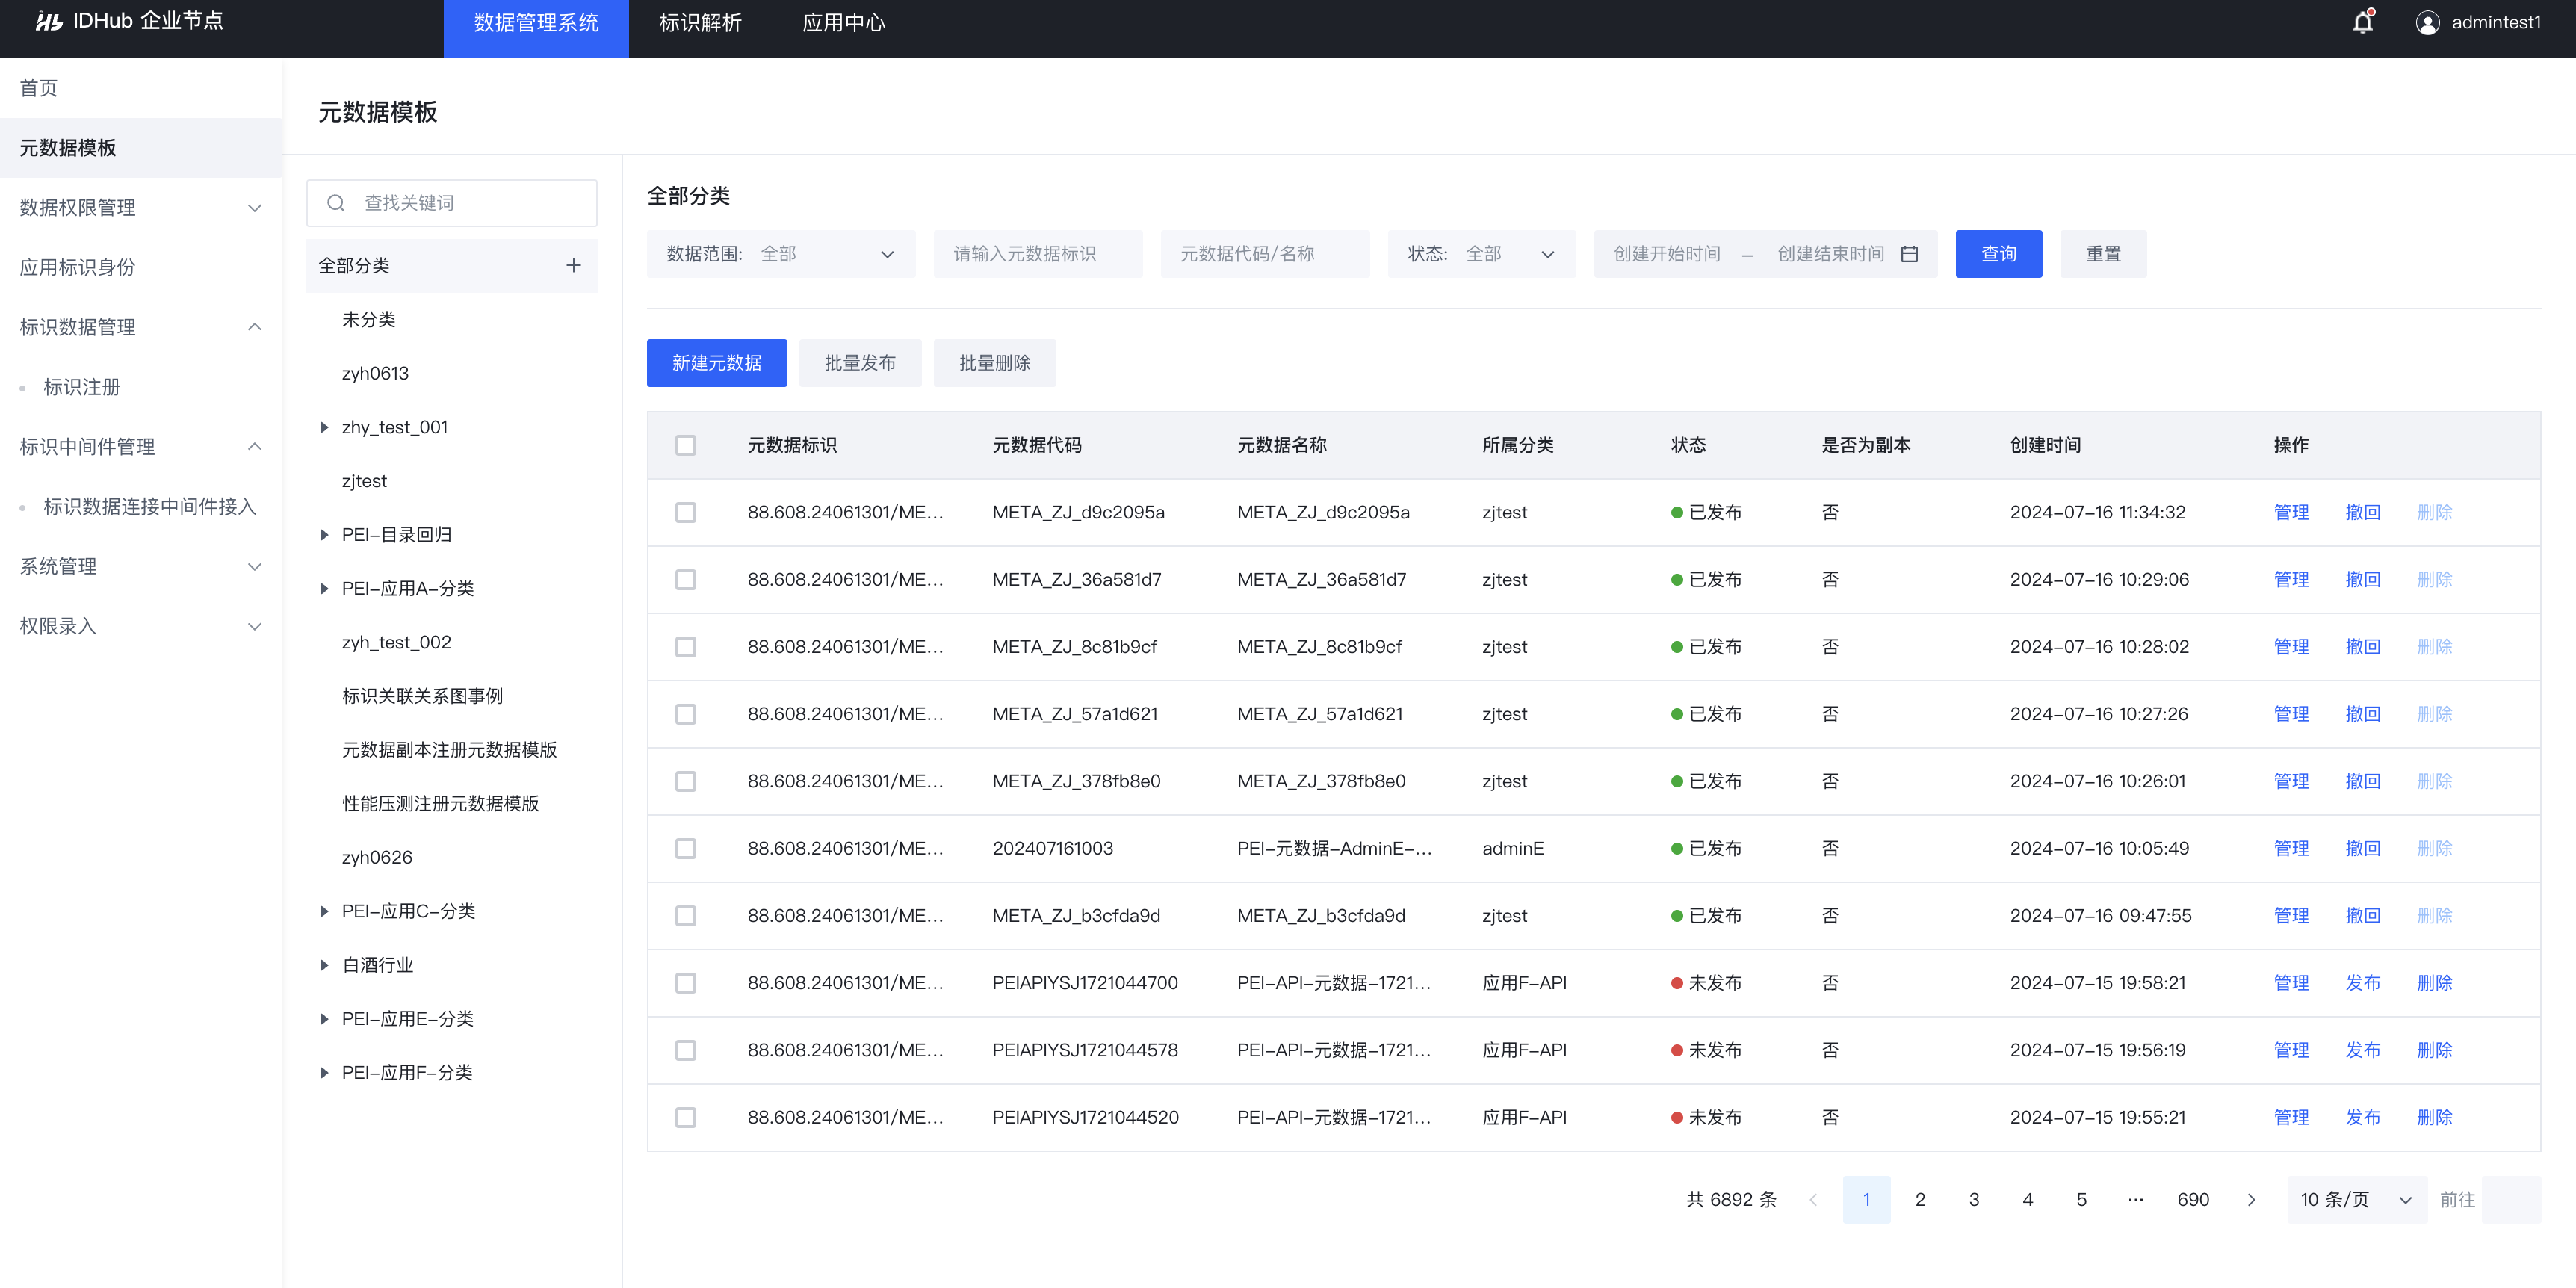 IDHub 企业节点 数据管理系统 标识解析 应用中心 admintest1
首页
元数据模板
数据权限管理
应用标识身份
标识数据管理
标识注册
标识中间件管理
标识数据连接中间件接入
系统管理
权限录入
元数据模板
查找关键词
全部分类
未分类
zyh0613
zhy_test_001
zjtest
PEI-目录回归
PEI-应用A-分类
zyh_test_002
标识关联关系图事例
元数据副本注册元数据模版
性能压测注册元数据模版
zyh0626
PEI-应用C-分类
白酒行业
PEI-应用E-分类
PEI-应用F-分类
全部分类
数据范围: 全部 请输入元数据标识 元数据代码/名称 状态: 全部 创建开始时间 – 创建结束时间 查询 重置
新建元数据 批量发布 批量删除
元数据标识 元数据代码 元数据名称 所属分类 状态 是否为副本 创建时间 操作
88.608.24061301/ME... META_ZJ_d9c2095a META_ZJ_d9c2095a zjtest 已发布 否 2024-07-16 11:34:32 管理 撤回 删除
88.608.24061301/ME... META_ZJ_36a581d7 META_ZJ_36a581d7 zjtest 已发布 否 2024-07-16 10:29:06 管理 撤回 删除
88.608.24061301/ME... META_ZJ_8c81b9cf META_ZJ_8c81b9cf zjtest 已发布 否 2024-07-16 10:28:02 管理 撤回 删除
88.608.24061301/ME... META_ZJ_57a1d621 META_ZJ_57a1d621 zjtest 已发布 否 2024-07-16 10:27:26 管理 撤回 删除
88.608.24061301/ME... META_ZJ_378fb8e0 META_ZJ_378fb8e0 zjtest 已发布 否 2024-07-16 10:26:01 管理 撤回 删除
88.608.24061301/ME... 202407161003 PEI-元数据-AdminE-... adminE 已发布 否 2024-07-16 10:05:49 管理 撤回 删除
88.608.24061301/ME... META_ZJ_b3cfda9d META_ZJ_b3cfda9d zjtest 已发布 否 2024-07-16 09:47:55 管理 撤回 删除
88.608.24061301/ME... PEIAPIYSJ1721044700 PEI-API-元数据-1721... 应用F-API 未发布 否 2024-07-15 19:58:21 管理 发布 删除
88.608.24061301/ME... PEIAPIYSJ1721044578 PEI-API-元数据-1721... 应用F-API 未发布 否 2024-07-15 19:56:19 管理 发布 删除
88.608.24061301/ME... PEIAPIYSJ1721044520 PEI-API-元数据-1721... 应用F-API 未发布 否 2024-07-15 19:55:21 管理 发布 删除
共 6892 条 1 2 3 4 5 ... 690 10 条/页 前往